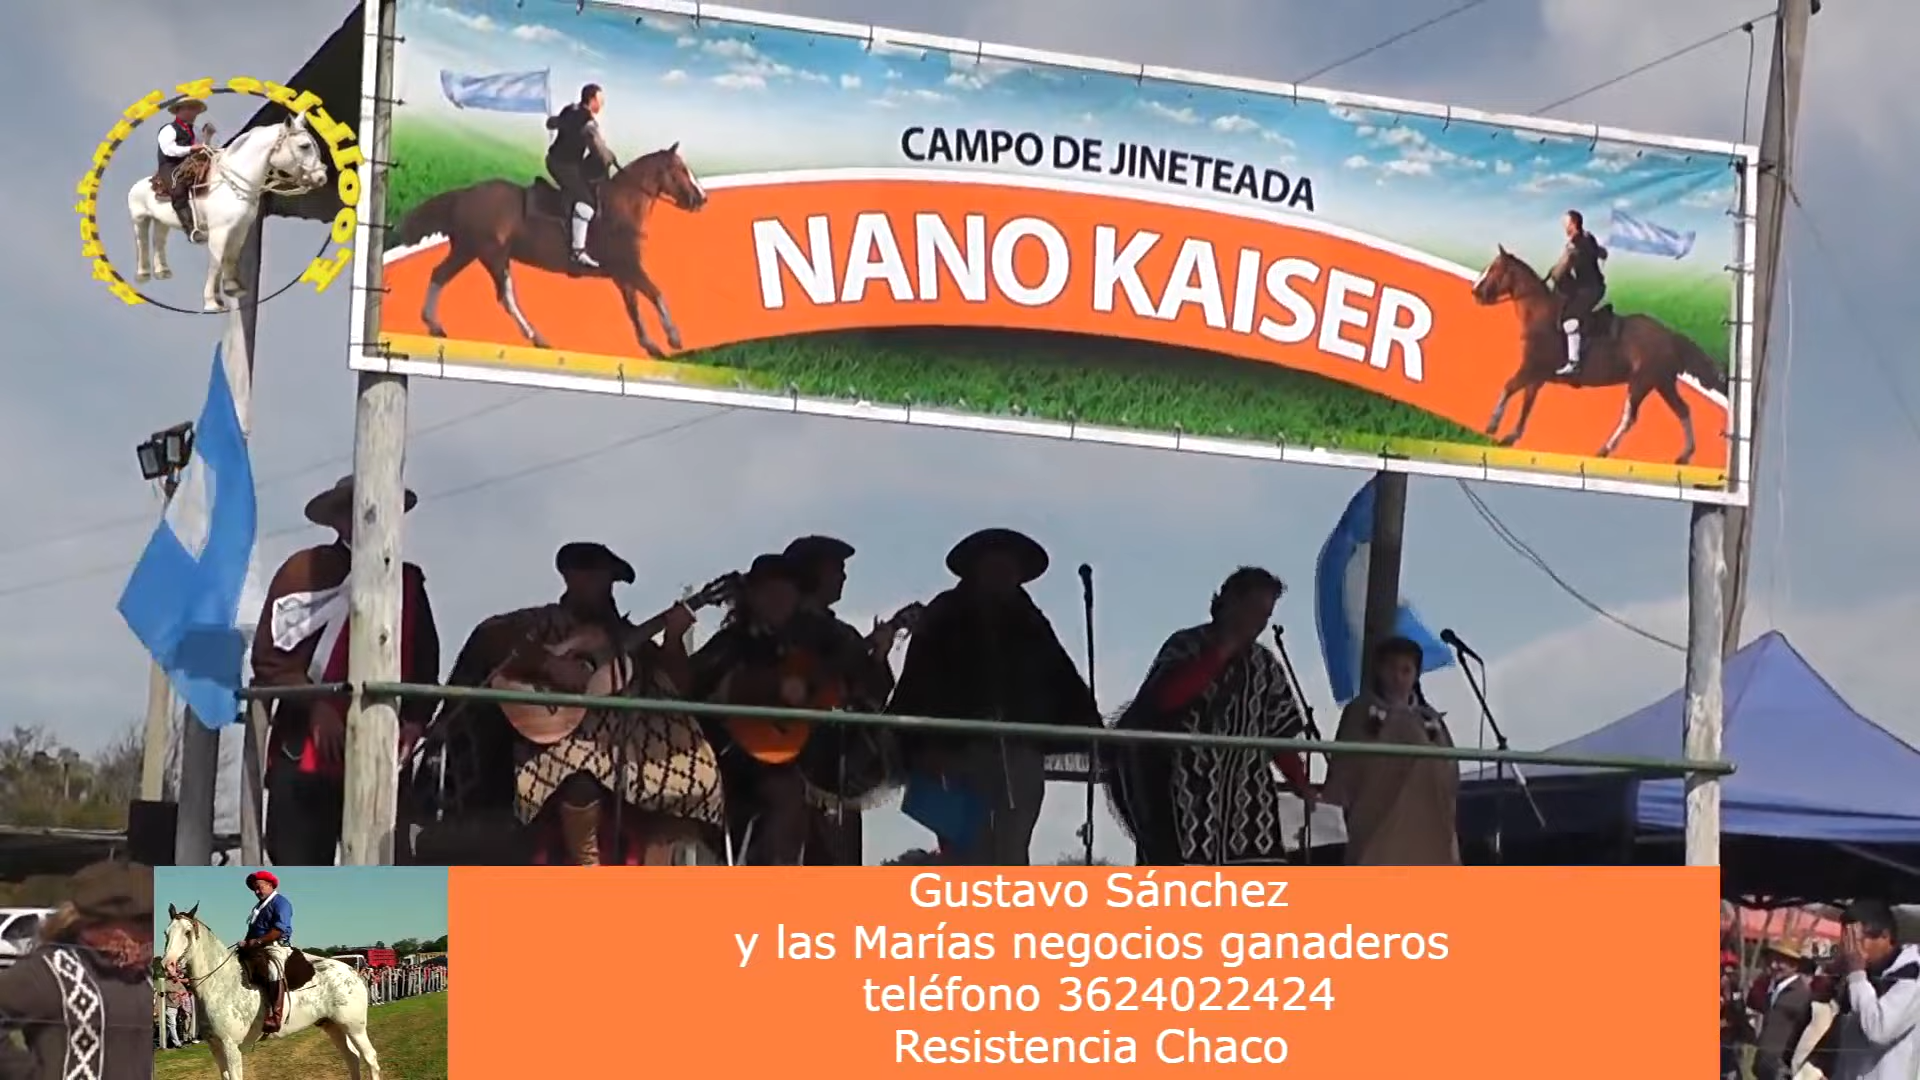 CAMPO DE JINETEADA
NANO KAISER
Gustavo Sánchez
y las Marías negocios ganaderos
teléfono 3624022424
Resistencia Chaco